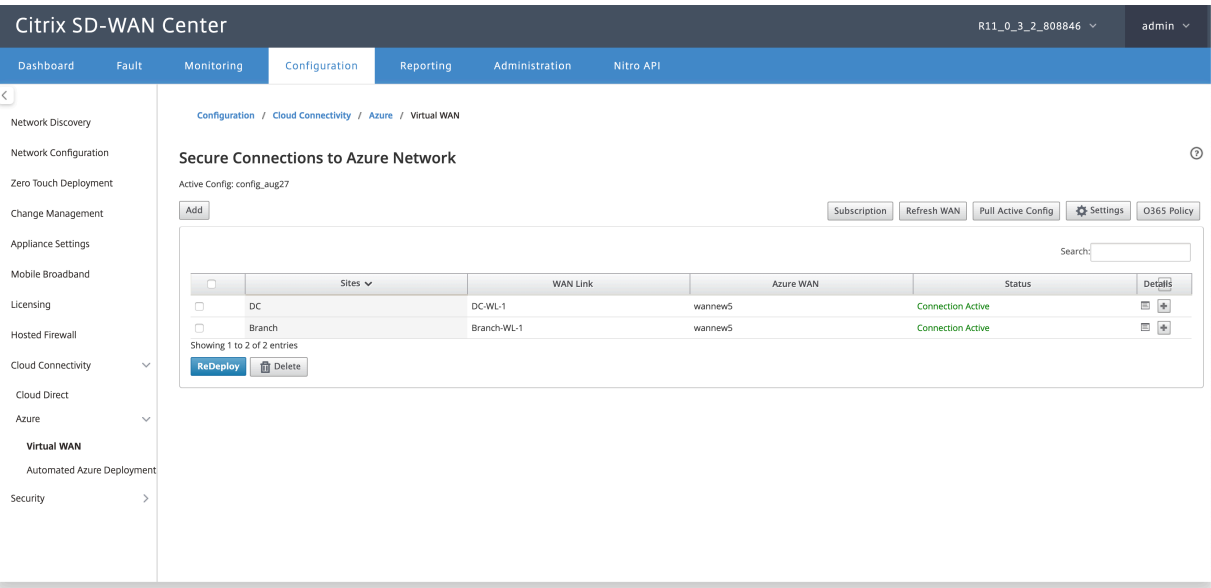 Citrix SD-WAN Center
R11_0_3_2_808846
admin
Dashboard Fault Monitoring Configuration Reporting Administration Nitro API
Network Discovery
Network Configuration
Zero Touch Deployment
Change Management
Appliance Settings
Mobile Broadband
Licensing
Hosted Firewall
Cloud Connectivity
Cloud Direct
Azure
Virtual WAN
Automated Azure Deployment
Security
Configuration / Cloud Connectivity / Azure / Virtual WAN
Secure Connections to Azure Network
Active Config: config_aug27
Add Subscription Refresh WAN Pull Active Config Settings O365 Policy
Search:
Sites WAN Link Azure WAN Status Details
DC DC-WL-1 wannew5 Connection Active
Branch Branch-WL-1 wannew5 Connection Active
Showing 1 to 2 of 2 entries
ReDeploy Delete